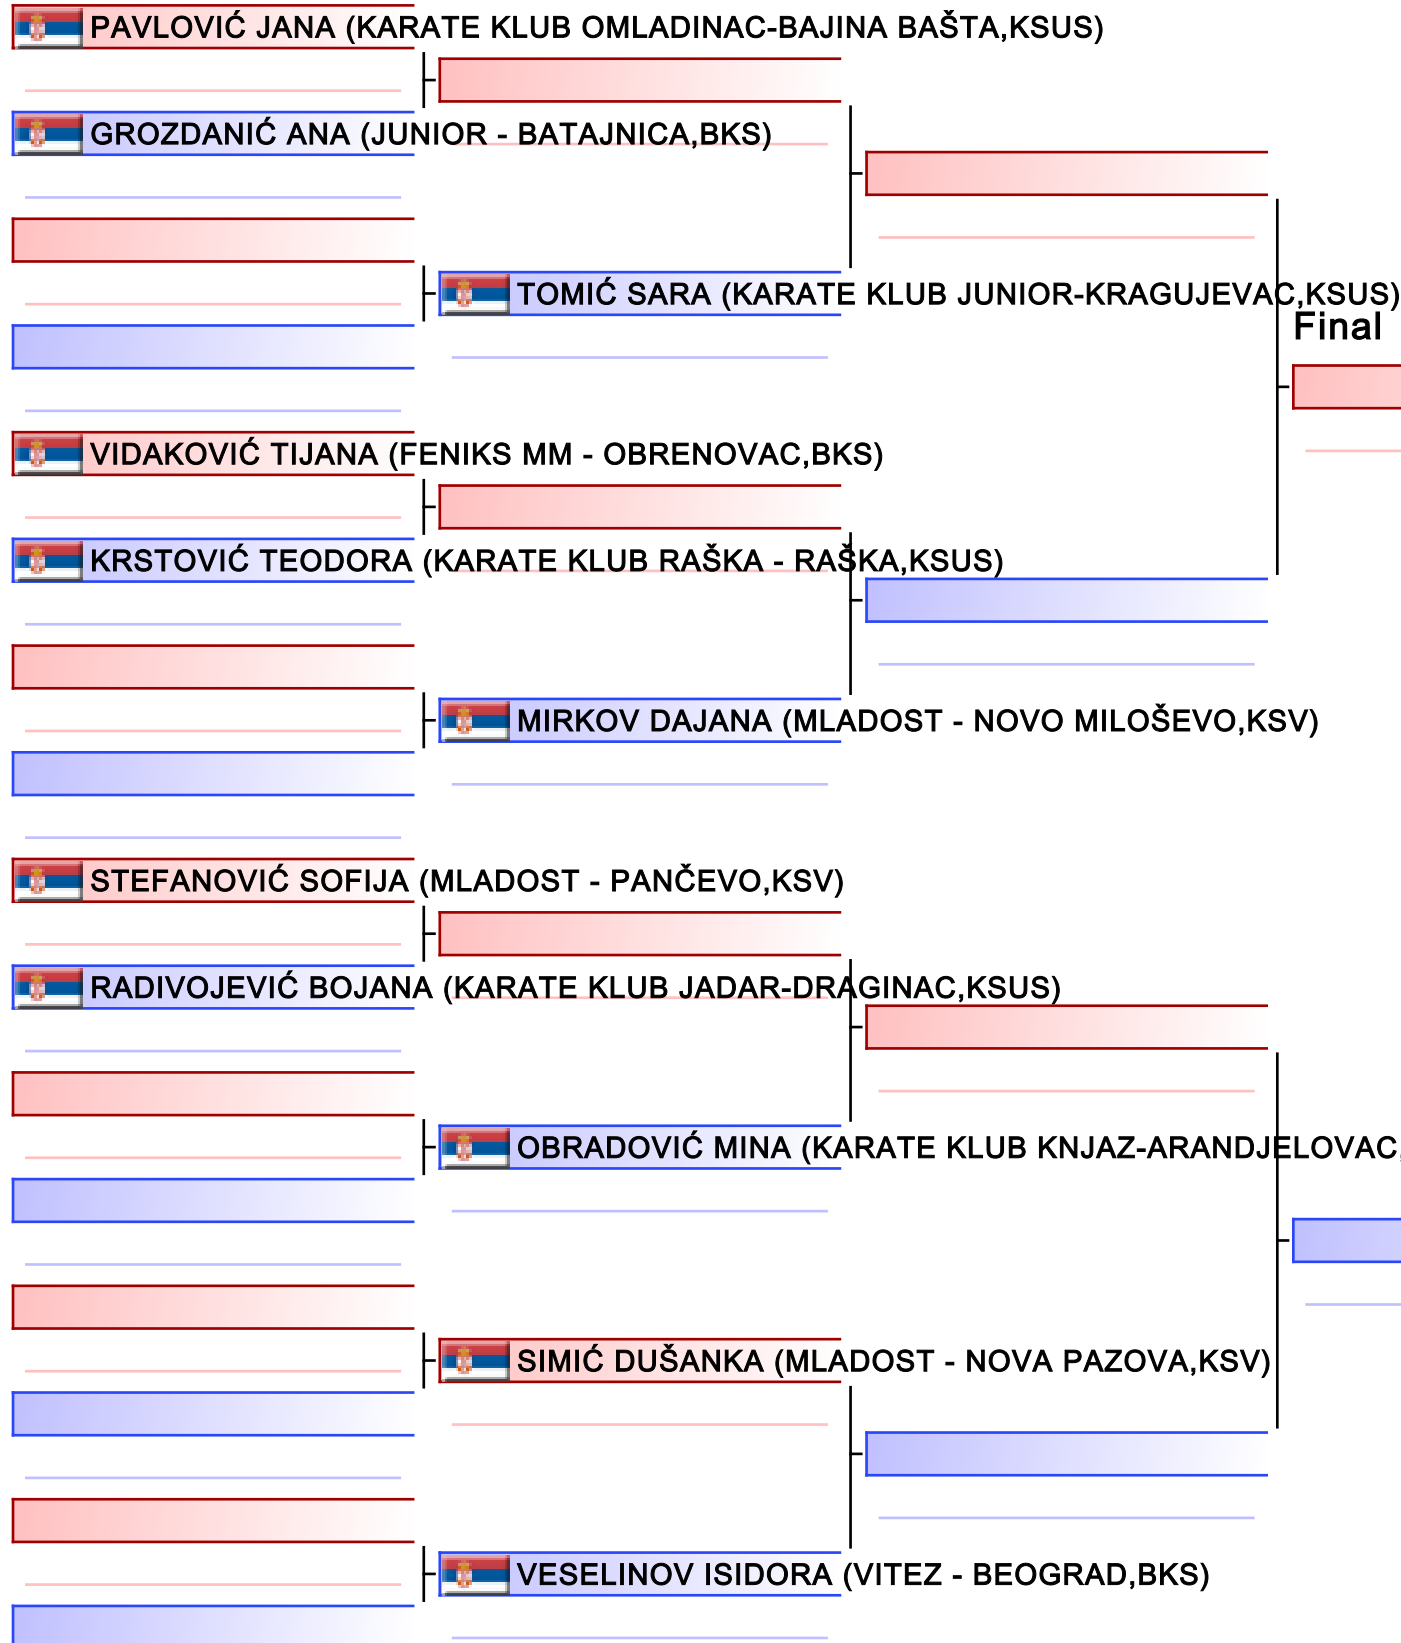 PAVLOVIĆ JANA (KARATE KLUB OMLADINAC-BAJINA BAŠTA,KSUS)
GROZDANIĆ ANA (JUNIOR - BATAJNICA,BKS)
TOMIĆ SARA (KARATE KLUB JUNIOR-KRAGUJEVAC,KSUS)
Final
VIDAKOVIĆ TIJANA (FENIKS MM - OBRENOVAC,BKS)
KRSTOVIĆ TEODORA (KARATE KLUB RAŠKA - RAŠKA,KSUS)
MIRKOV DAJANA (MLADOST - NOVO MILOŠEVO,KSV)
STEFANOVIĆ SOFIJA (MLADOST - PANČEVO,KSV)
RADIVOJEVIĆ BOJANA (KARATE KLUB JADAR-DRAGINAC,KSUS)
OBRADOVIĆ MINA (KARATE KLUB KNJAZ-ARANDJELOVAC,
SIMIĆ DUŠANKA (MLADOST - NOVA PAZOVA,KSV)
VESELINOV ISIDORA (VITEZ - BEOGRAD,BKS)